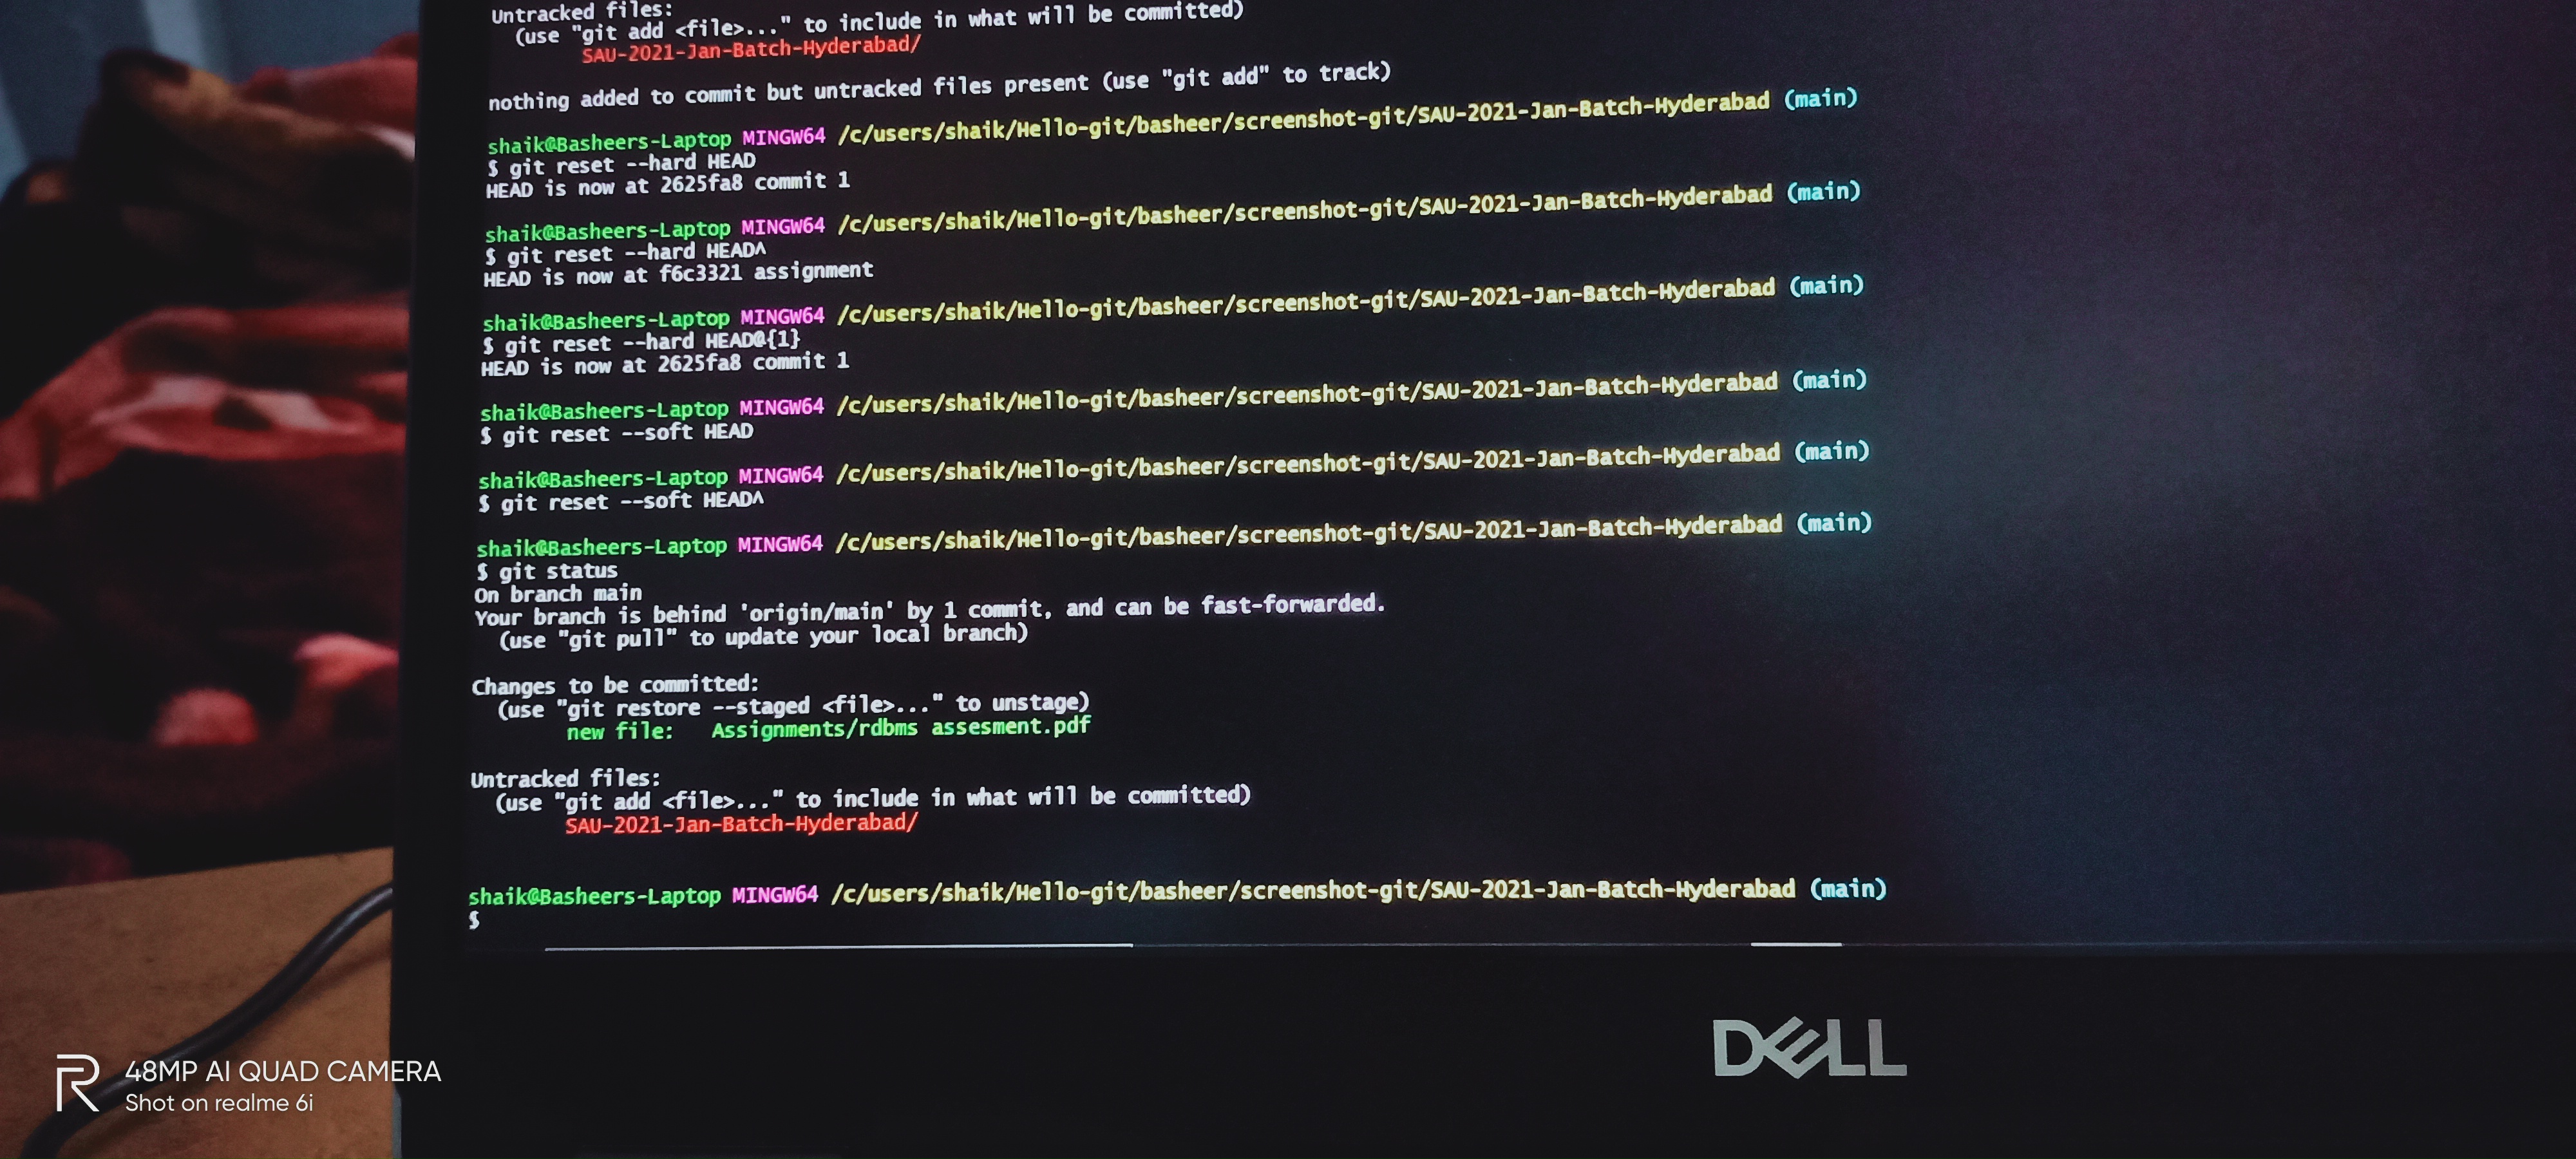 Untracked files:
(use "git add <file>..." to include in what will be committed)
SAU-2021-Jan-Batch-Hyderabad/
nothing added to commit but untracked files present (use "git add" to track)
shaik@Basheers-Laptop MINGW64 /c/users/shaik/Hello-git/basheer/screenshot-git/SAU-2021-Jan-Batch-Hyderabad (main)
$ git reset --hard HEAD
HEAD is now at 2625fa8 commit 1
shaik@Basheers-Laptop MINGW64 /c/users/shaik/Hello-git/basheer/screenshot-git/SAU-2021-Jan-Batch-Hyderabad (main)
$ git reset --hard HEAD^
HEAD is now at f6c3321 assignment
shaik@Basheers-Laptop MINGW64 /c/users/shaik/Hello-git/basheer/screenshot-git/SAU-2021-Jan-Batch-Hyderabad (main)
$ git reset --hard HEAD@{1}
HEAD is now at 2625fa8 commit 1
shaik@Basheers-Laptop MINGW64 /c/users/shaik/Hello-git/basheer/screenshot-git/SAU-2021-Jan-Batch-Hyderabad (main)
$ git reset --soft HEAD
shaik@Basheers-Laptop MINGW64 /c/users/shaik/Hello-git/basheer/screenshot-git/SAU-2021-Jan-Batch-Hyderabad (main)
$ git reset --soft HEAD^
shaik@Basheers-Laptop MINGW64 /c/users/shaik/Hello-git/basheer/screenshot-git/SAU-2021-Jan-Batch-Hyderabad (main)
$ git status
On branch main
Your branch is behind 'origin/main' by 1 commit, and can be fast-forwarded.
(use "git pull" to update your local branch)
Changes to be committed:
(use "git restore --staged <file>..." to unstage)
new file:   Assignments/rdbms assesment.pdf
Untracked files:
(use "git add <file>..." to include in what will be committed)
SAU-2021-Jan-Batch-Hyderabad/
shaik@Basheers-Laptop MINGW64 /c/users/shaik/Hello-git/basheer/screenshot-git/SAU-2021-Jan-Batch-Hyderabad (main)
$
DELL
R 48MP AI QUAD CAMERA
Shot on realme 6i